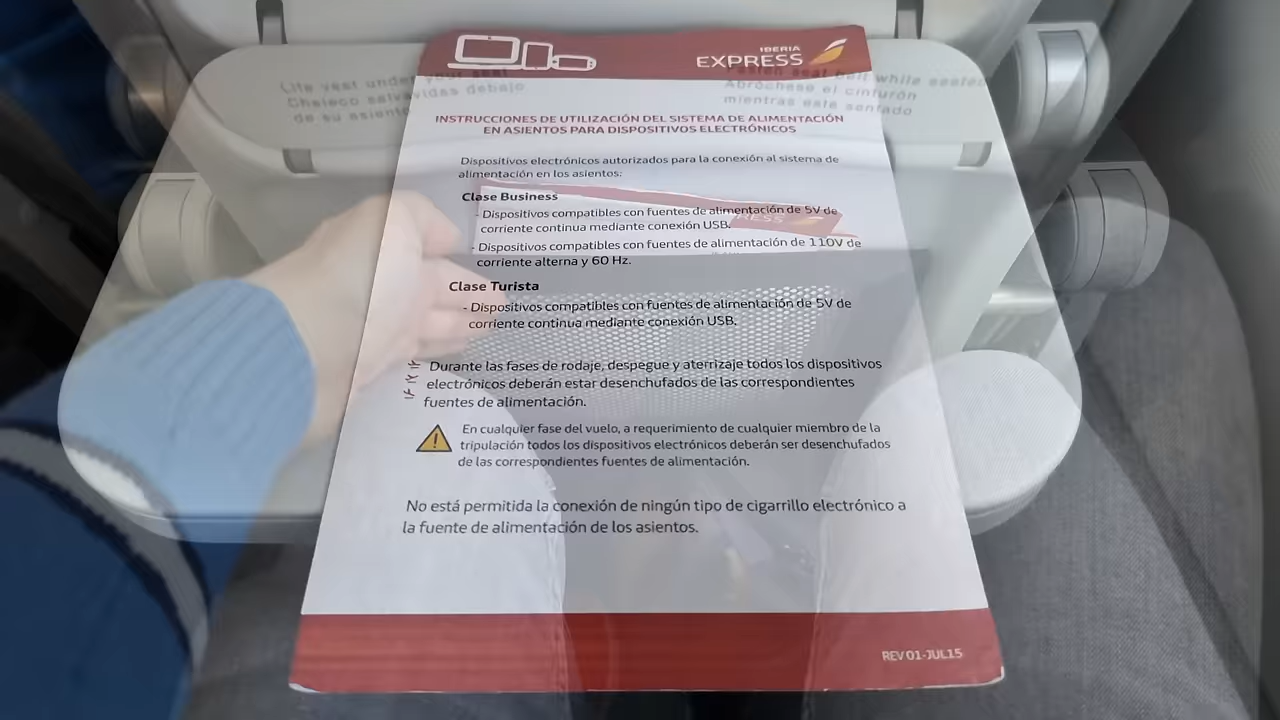 IBERIA
EXPRESS
Life vest under your seat
Chaleco salvavidas debajo
de su asiento
Fasten seat belt while seated
Abróchese el cinturón
mientras esté sentado
INSTRUCCIONES DE UTILIZACIÓN DEL SISTEMA DE ALIMENTACIÓN
EN ASIENTOS PARA DISPOSITIVOS ELECTRÓNICOS
Dispositivos electrónicos autorizados para la conexión al sistema de
alimentación en los asientos:
Clase Business
- Dispositivos compatibles con fuentes de alimentación de 5V de
corriente continua mediante conexión USB.
- Dispositivos compatibles con fuentes de alimentación de 110V de
corriente alterna y 60 Hz.
Clase Turista
- Dispositivos compatibles con fuentes de alimentación de 5V de
corriente continua mediante conexión USB.
Durante las fases de rodaje, despegue y aterrizaje todos los dispositivos
electrónicos deberán estar desenchufados de las correspondientes
fuentes de alimentación.
En cualquier fase del vuelo, a requerimiento de cualquier miembro de la
tripulación todos los dispositivos electrónicos deberán ser desenchufados
de las correspondientes fuentes de alimentación.
No está permitida la conexión de ningún tipo de cigarrillo electrónico a
la fuente de alimentación de los asientos.
REV 01-JUL15